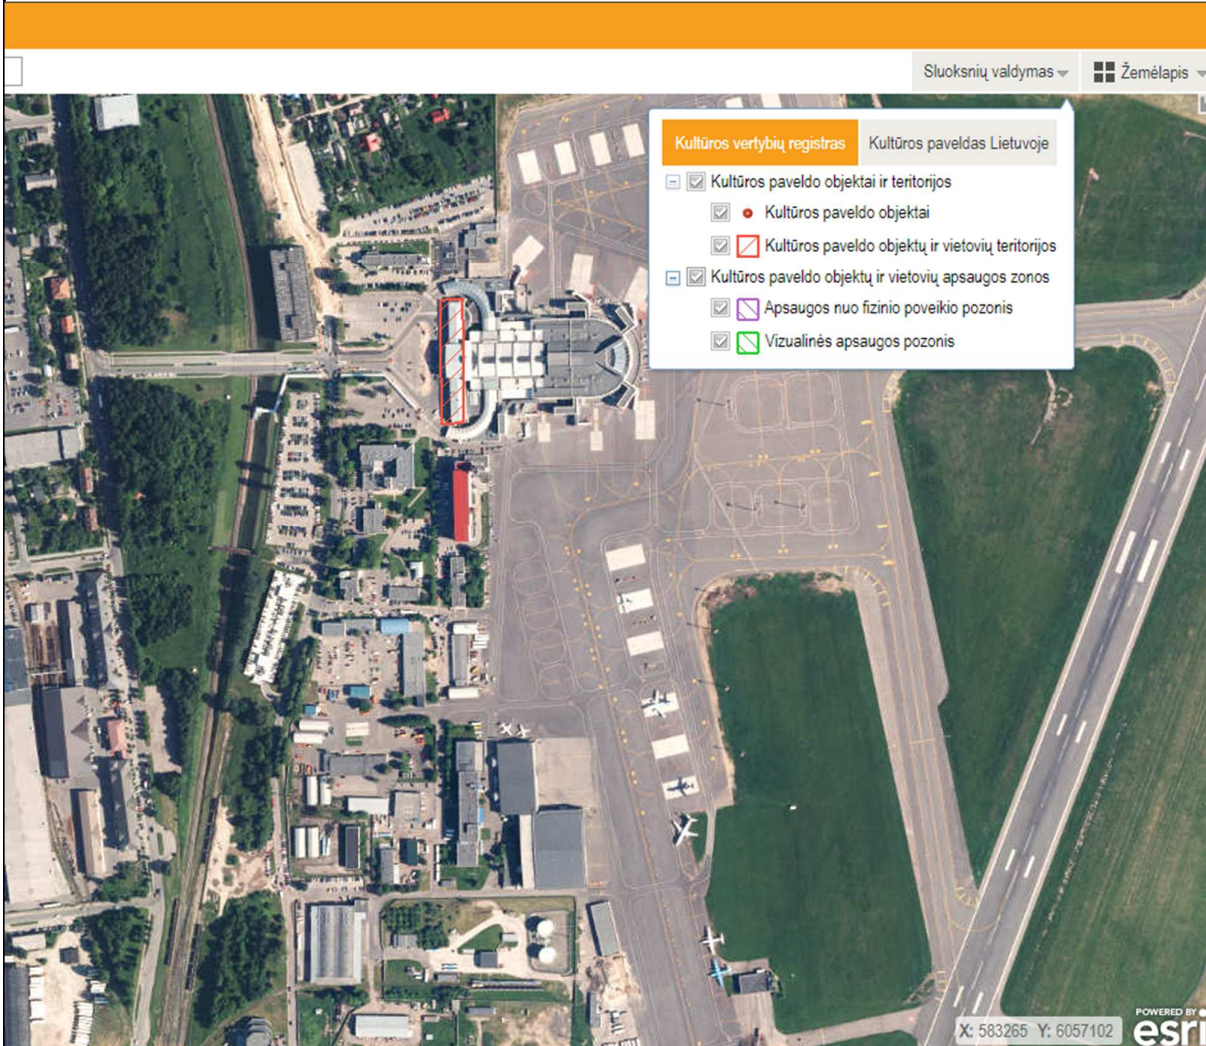 Sluoksnių valdymas
Žemėlapis
Kultūros vertybių registras
Kultūros paveldas Lietuvoje
Kultūros paveldo objektai ir teritorijos
Kultūros paveldo objektai
Kultūros paveldo objektų ir vietovių teritorijos
Kultūros paveldo objektų ir vietovių apsaugos zonos
Apsaugos nuo fizinio poveikio pozonis
Vizualinės apsaugos pozonis
X: 583265 Y: 6057102
POWERED BY
esri